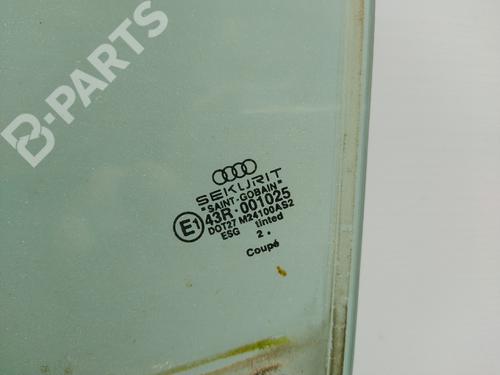 B-PARTS
SEKURIT
"SAINT-GOBAIN"
E1 43R-001025
DOT27 M24100AS2
ESG tinted
2 .
Coupé